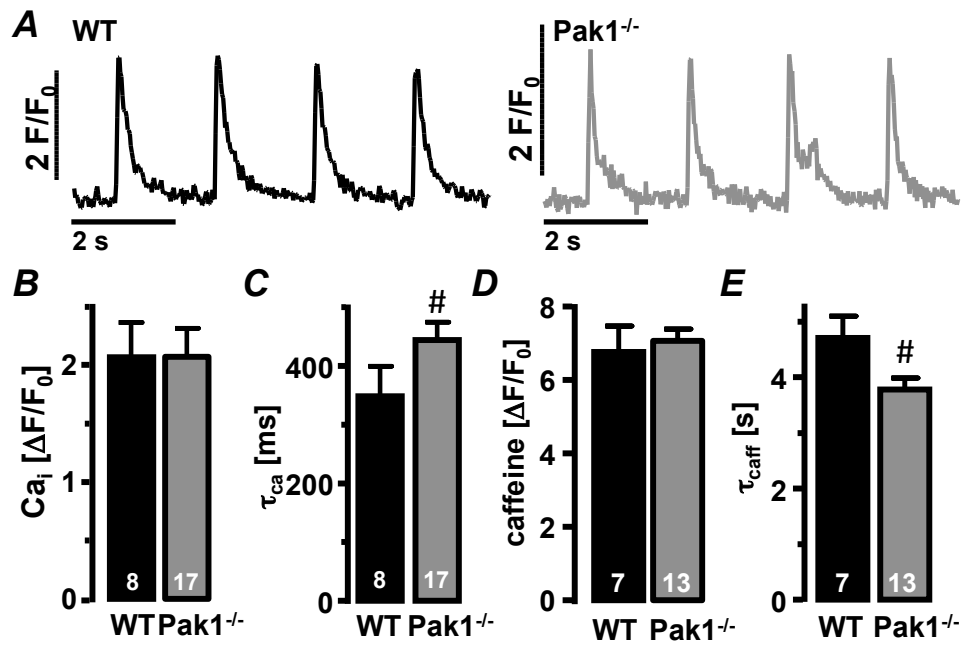 A
WT
Pak1-/-
2 F/F0
2 F/F0
2 s
2 s
B
C
D
E
Cai [ΔF/F0]
2
1
0
8
17
WT Pak1-/-
τca [ms]
400
200
0
#
8
17
WT Pak1-/-
caffeine [ΔF/F0]
8
6
4
2
0
7
13
WT Pak1-/-
τcaff [s]
4
2
0
#
7
13
WT Pak1-/-